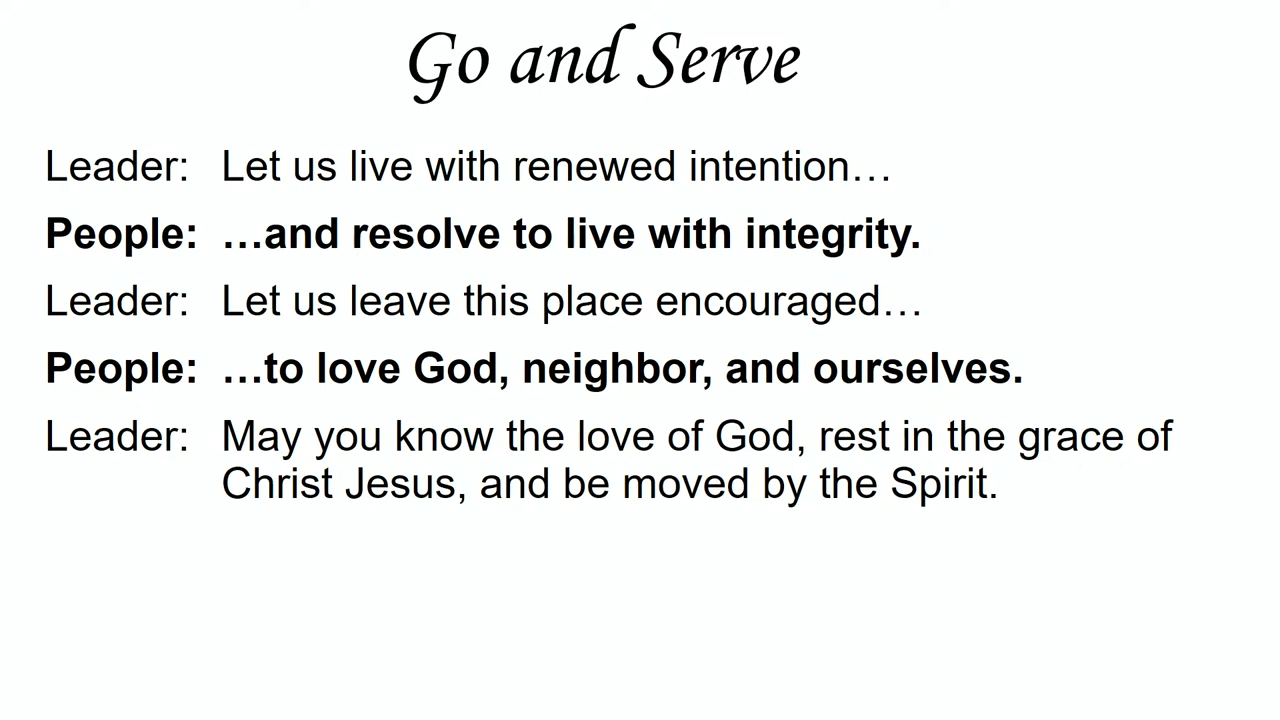 Go and Serve
Leader: Let us live with renewed intention…
People: …and resolve to live with integrity.
Leader: Let us leave this place encouraged…
People: …to love God, neighbor, and ourselves.
Leader: May you know the love of God, rest in the grace of
Christ Jesus, and be moved by the Spirit.